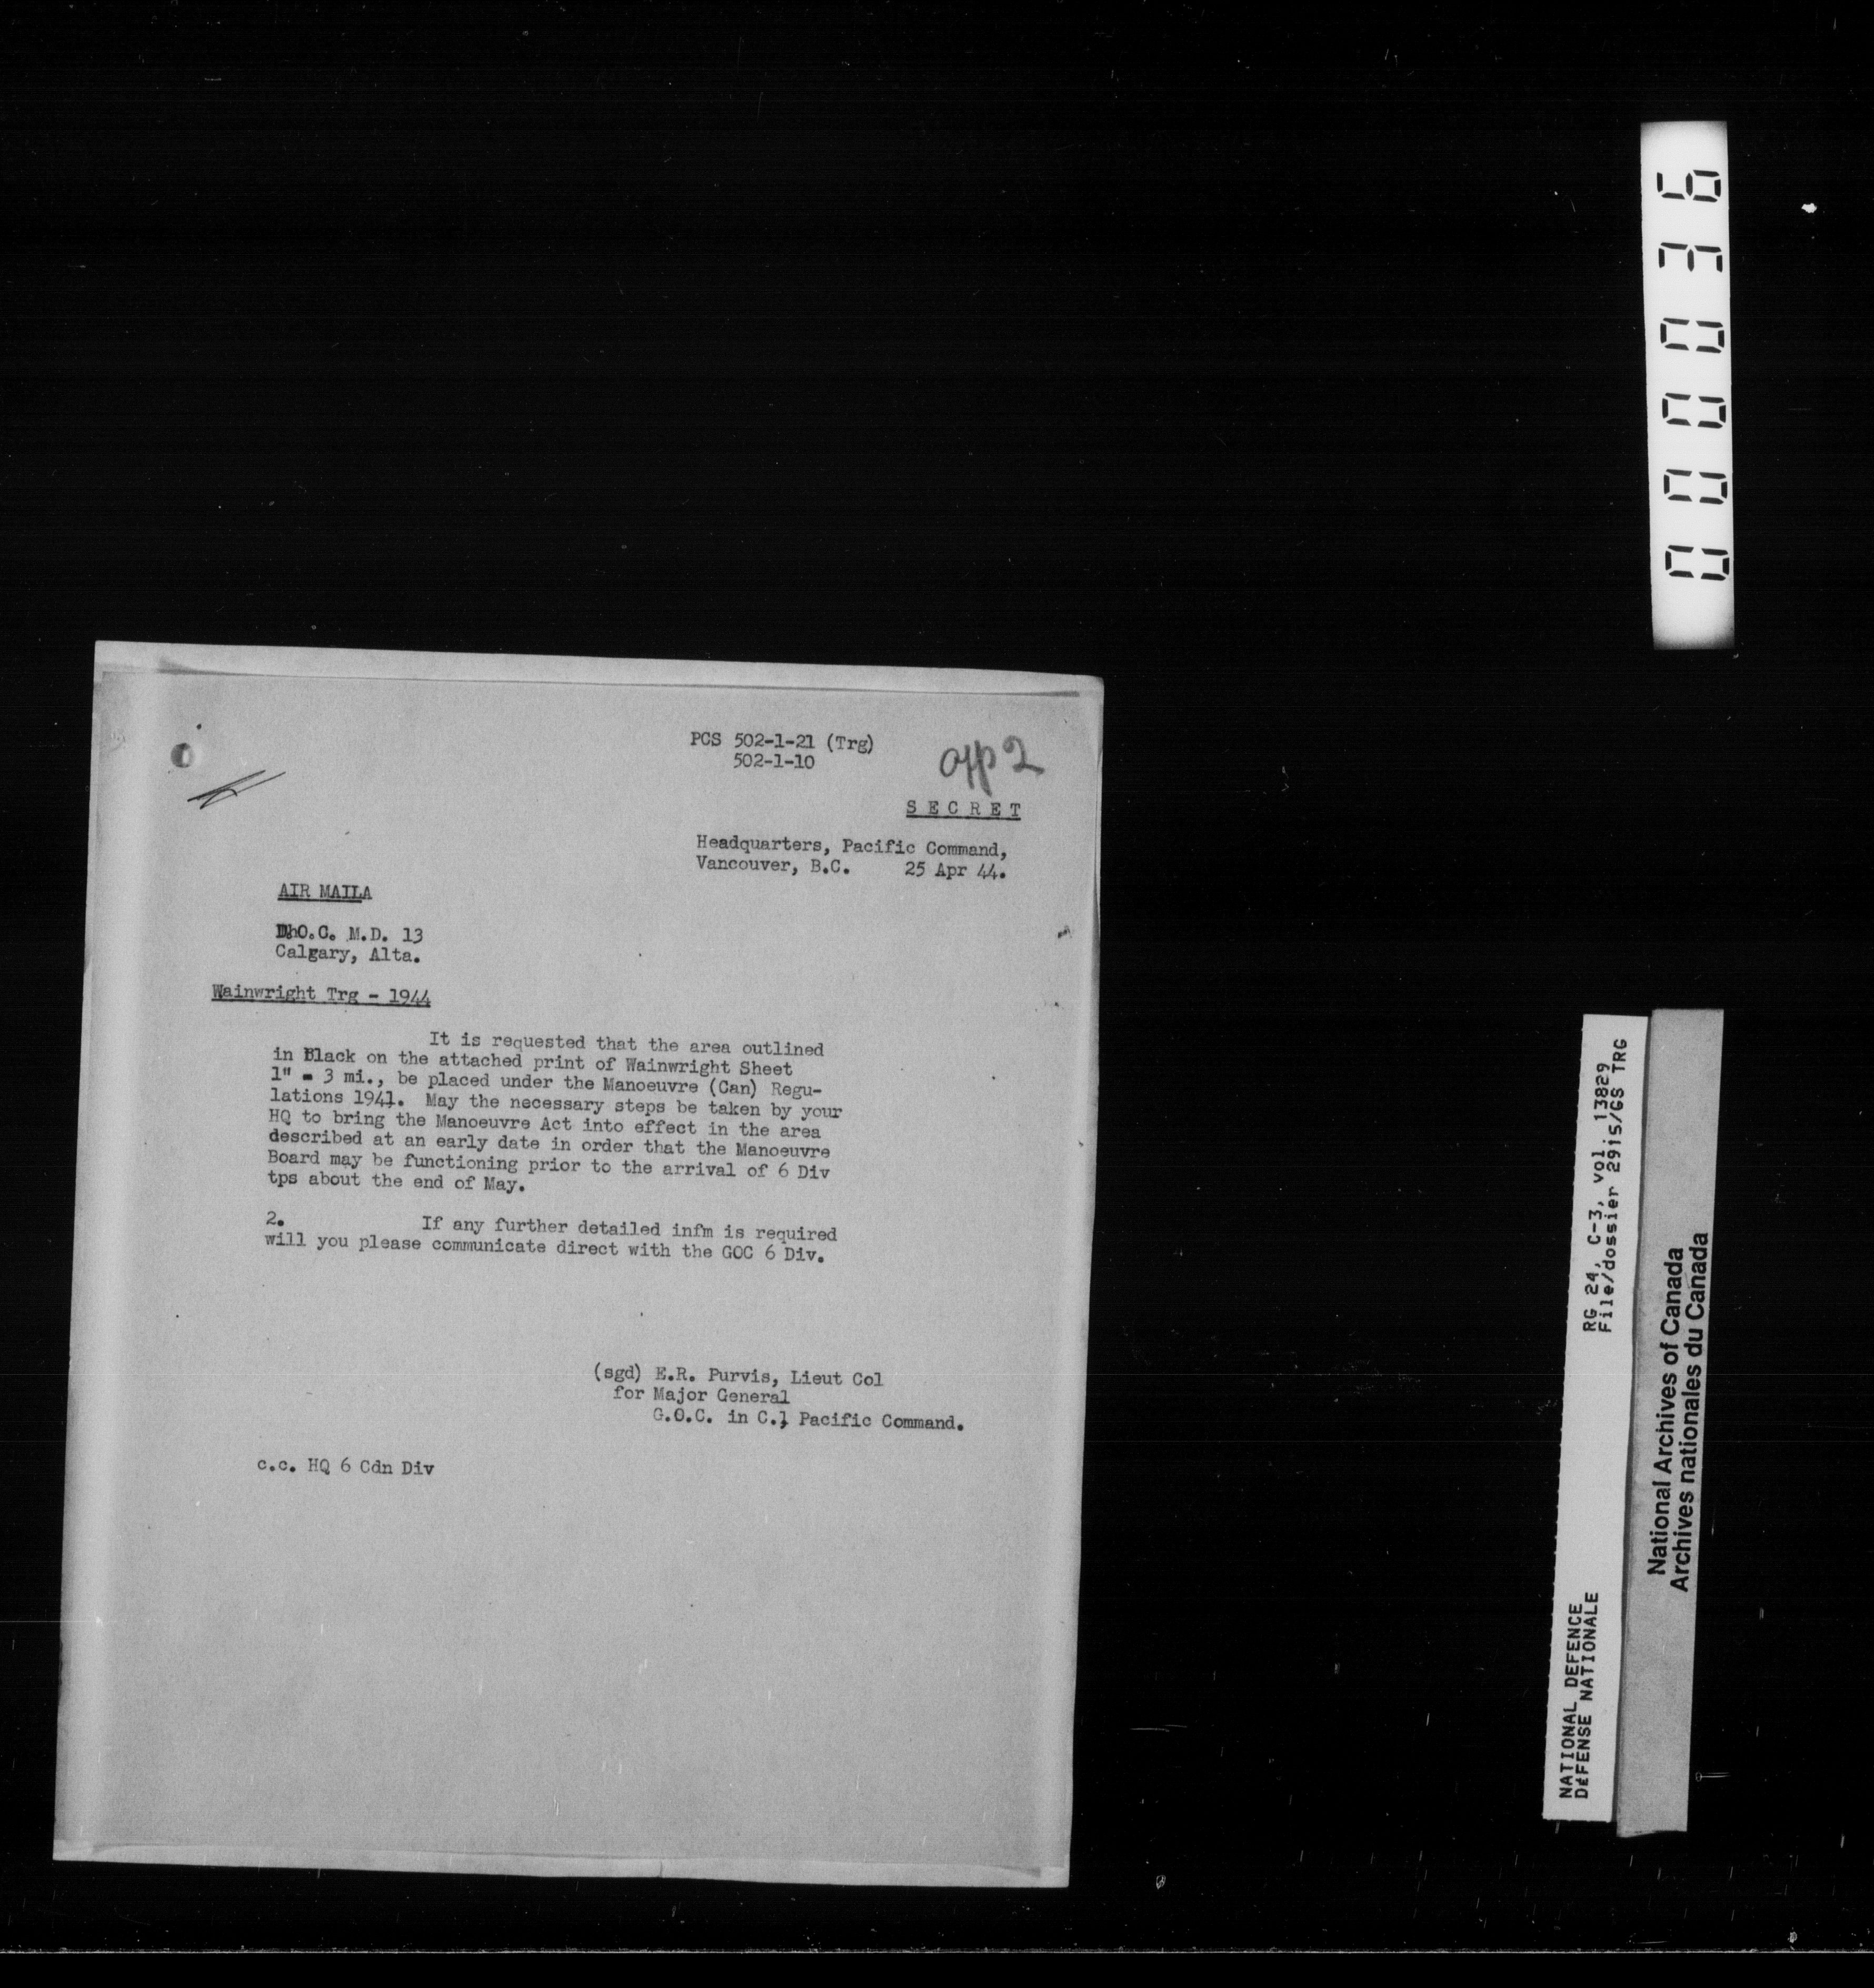 PCS 502-1-21 (Trg)
502-1-10
app 2
SECRET
Headquarters, Pacific Command,
Vancouver, B.C. 25 Apr 44.
AIR MAILA
D.O.C. M.D. 13
Calgary, Alta.
Wainwright Trg - 1944
It is requested that the area outlined
in Black on the attached print of Wainwright Sheet
1" = 3 mi., be placed under the Manoeuvre (Can) Regu-
lations 1941. May the necessary steps be taken by your
HQ to bring the Manoeuvre Act into effect in the area
described at an early date in order that the Manoeuvre
Board may be functioning prior to the arrival of 6 Div
tps about the end of May.
2. If any further detailed infm is required
will you please communicate direct with the GOC 6 Div.
(sgd) E.R. Purvis, Lieut Col
for Major General
G.O.C. in C., Pacific Command.
c.c. HQ 6 Cdn Div
000036
NATIONAL DEFENCE RG 24, C-3, vol. 13829
DÉFENSE NATIONALE File/dossier 2915/GS TRG
National Archives of Canada
Archives nationales du Canada